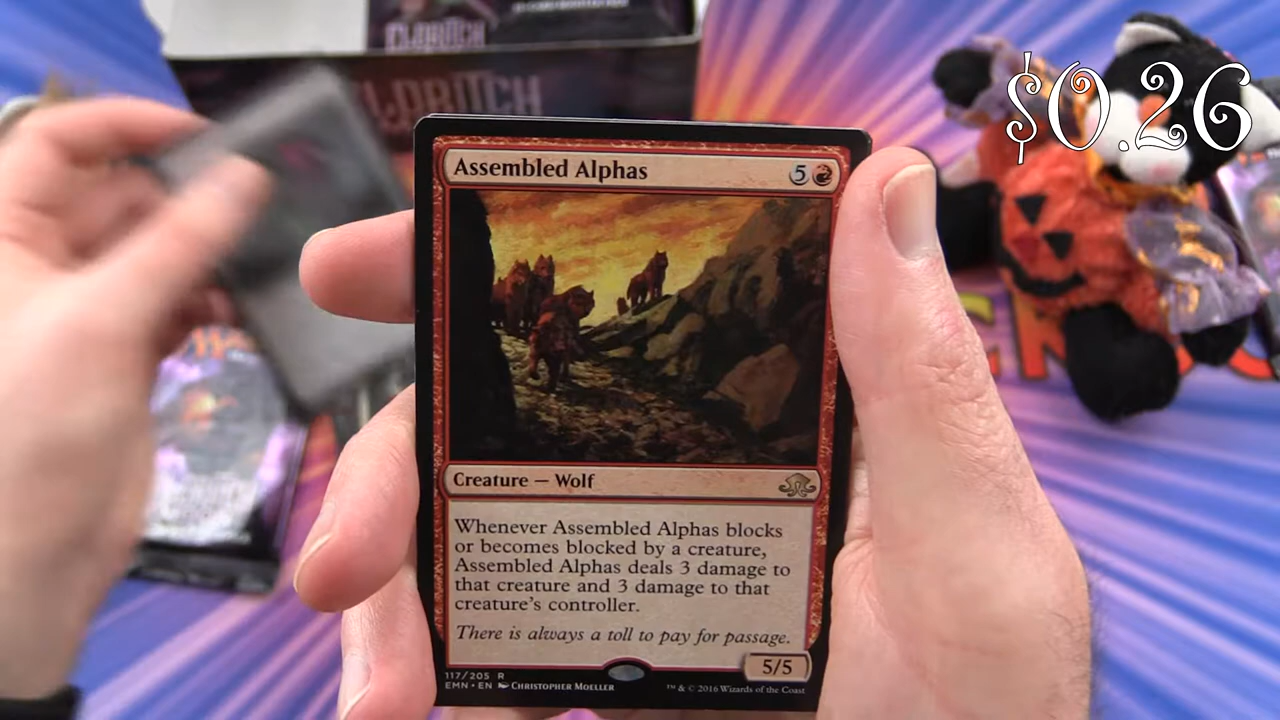 ELDRITCH
ELDRITCH
$0.26
Assembled Alphas 5
Creature — Wolf
Whenever Assembled Alphas blocks
or becomes blocked by a creature,
Assembled Alphas deals 3 damage to
that creature and 3 damage to that
creature's controller.
There is always a toll to pay for passage.
5/5
117/205 R
EMN • EN Christopher Moeller
™ & © 2016 Wizards of the Coast